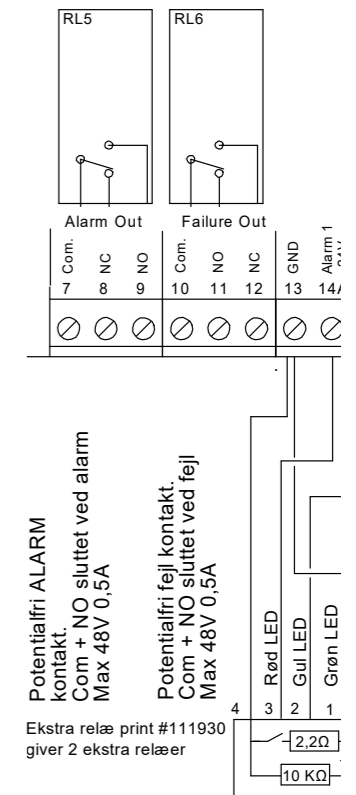 RL5 RL6
Alarm Out Failure Out
Com. NC NO Com. NO NC GND Alarm 1
24V
7 8 9 10 11 12 13 14A
Potentialfri ALARM
kontakt.
Com + NO sluttet ved alarm
Max 48V 0,5A
Potentialfri fejl kontakt.
Com + NO sluttet ved fejl
Max 48V 0,5A
Rød LED
Gul LED
Grøn LED
4 3 2 1
Ekstra relæ print #111930
giver 2 ekstra relæer
2,2Ω
10 KΩ